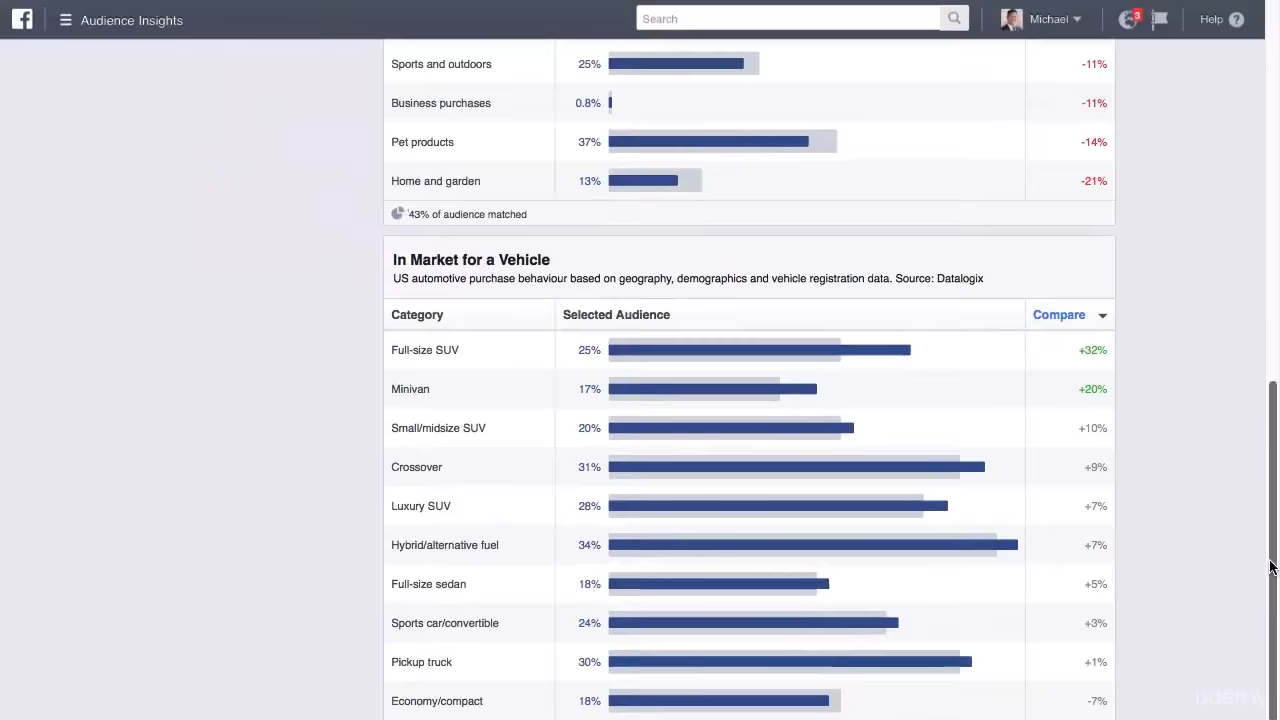 f Audience Insights Search Michael 3 Help ?
Sports and outdoors 25% -11%
Business purchases 0.8% -11%
Pet products 37% -14%
Home and garden 13% -21%
43% of audience matched
In Market for a Vehicle
US automotive purchase behaviour based on geography, demographics and vehicle registration data. Source: Datalogix
Category Selected Audience Compare
Full-size SUV 25% +32%
Minivan 17% +20%
Small/midsize SUV 20% +10%
Crossover 31% +9%
Luxury SUV 28% +7%
Hybrid/alternative fuel 34% +7%
Full-size sedan 18% +5%
Sports car/convertible 24% +3%
Pickup truck 30% +1%
Economy/compact 18% -7%